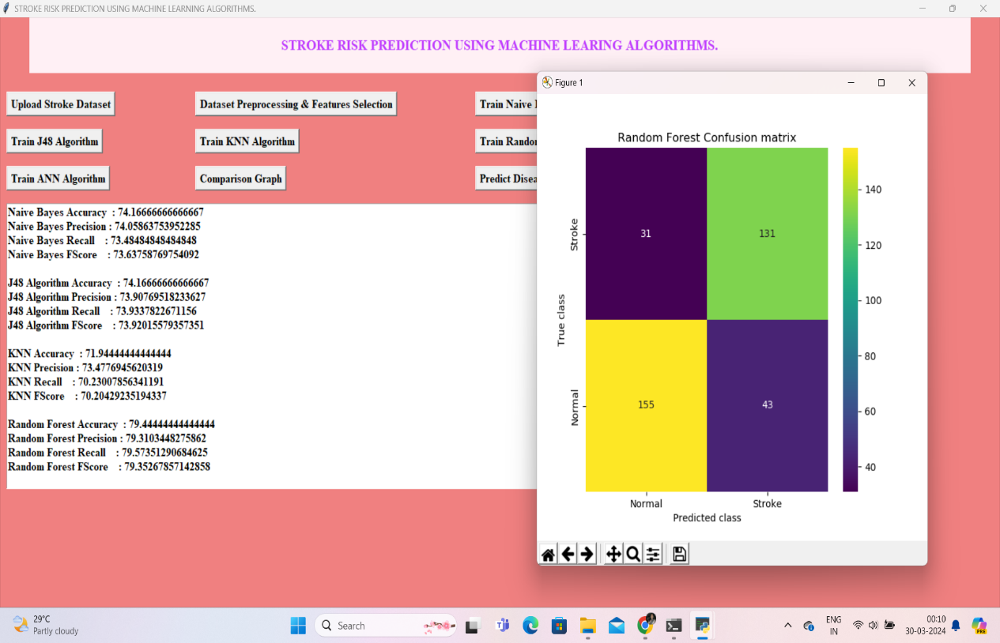 STROKE RISK PREDICTION USING MACHINE LEARNING ALGORITHMS.
STROKE RISK PREDICTION USING MACHINE LEARING ALGORITHMS.
Upload Stroke Dataset
Dataset Preprocessing & Features Selection
Train Naive
Train J48 Algorithm
Train KNN Algorithm
Train Rando
Train ANN Algorithm
Comparison Graph
Predict Disea
Naive Bayes Accuracy : 74.16666666666667
Naive Bayes Precision : 74.05863753952285
Naive Bayes Recall : 73.48484848484848
Naive Bayes FScore : 73.63758769754092
J48 Algorithm Accuracy : 74.16666666666667
J48 Algorithm Precision : 73.90769518233627
J48 Algorithm Recall : 73.9337822671156
J48 Algorithm FScore : 73.92015579357351
KNN Accuracy : 71.94444444444444
KNN Precision : 73.4776945620319
KNN Recall : 70.23007856341191
KNN FScore : 70.20429235194337
Random Forest Accuracy : 79.44444444444444
Random Forest Precision : 79.3103448275862
Random Forest Recall : 79.57351290684625
Random Forest FScore : 79.35267857142858
Figure 1
Random Forest Confusion matrix
True class
Stroke
Normal
31
131
155
43
140
120
100
80
60
40
Normal
Stroke
Predicted class
29°C
Partly cloudy
Search
ENG
IN
00:10
30-03-2024
PRE